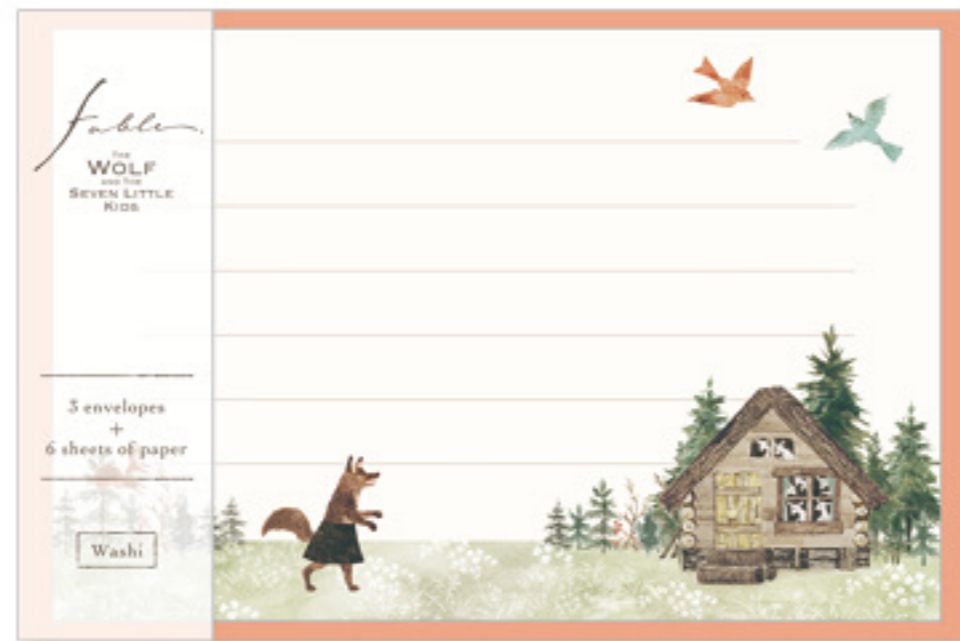 fable.
THE
WOLF
AND THE
SEVEN LITTLE
KIDS
3 envelopes
+
6 sheets of paper
Washi